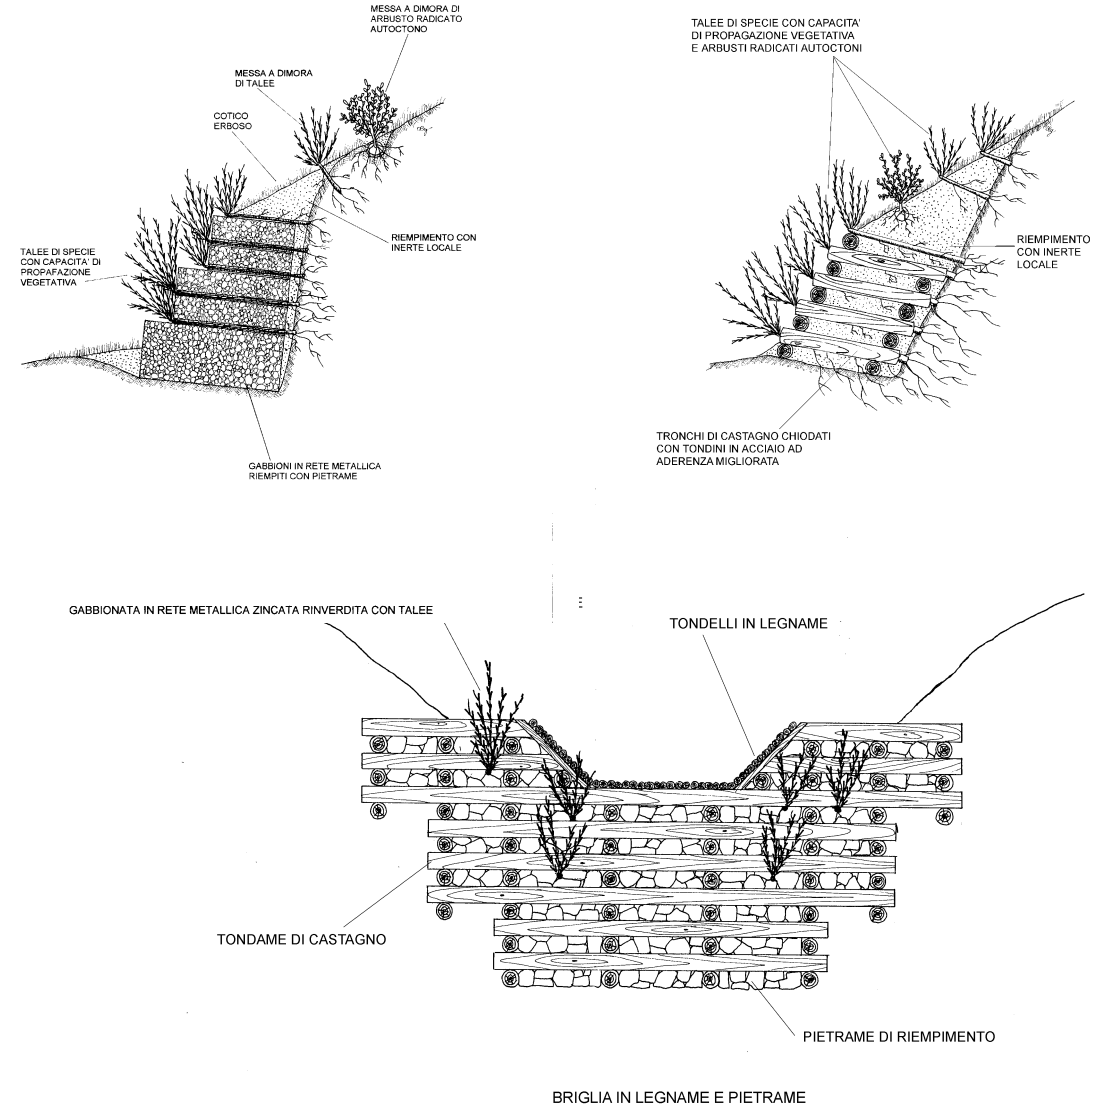 MESSA A DIMORA DI
ARBUSTO RADICATO
AUTOCTONO
MESSA A DIMORA
DI TALEE
COTICO
ERBOSO
TALEE DI SPECIE
CON CAPACITA' DI
PROPAFAZIONE
VEGETATIVA
RIEMPIMENTO CON
INERTE LOCALE
GABBIONI IN RETE METALLICA
RIEMPITI CON PIETRAME
TALEE DI SPECIE CON CAPACITA'
DI PROPAGAZIONE VEGETATIVA
E ARBUSTI RADICATI AUTOCTONI
RIEMPIMENTO
CON INERTE
LOCALE
TRONCHI DI CASTAGNO CHIODATI
CON TONDINI IN ACCIAIO AD
ADERENZA MIGLIORATA
GABBIONATA IN RETE METALLICA ZINCATA RINVERDITA CON TALEE
TONDELLI IN LEGNAME
TONDAME DI CASTAGNO
PIETRAME DI RIEMPIMENTO
BRIGLIA IN LEGNAME E PIETRAME